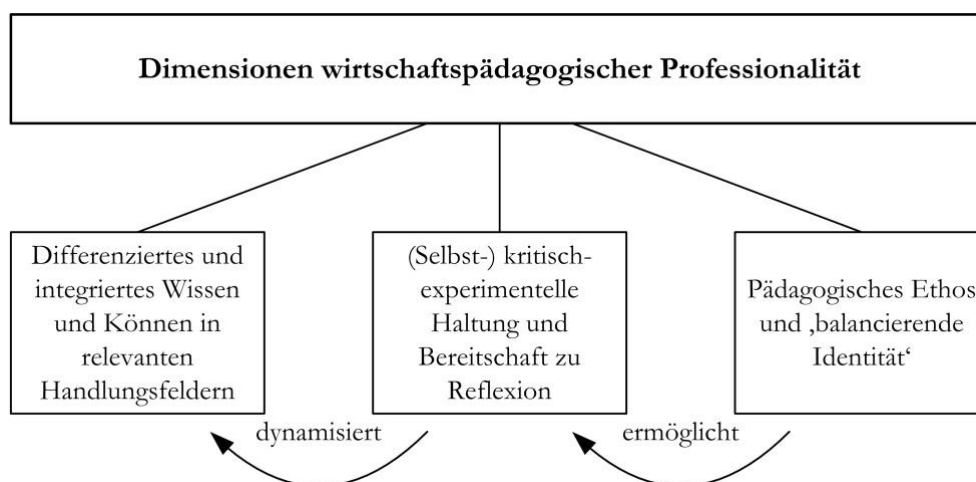 Dimensionen wirtschaftspädagogischer Professionalität
Differenziertes und
integriertes Wissen
und Können in
relevanten
Handlungsfeldern
(Selbst-) kritisch-
experimentelle
Haltung und
Bereitschaft zu
Reflexion
Pädagogisches Ethos
und ‚balancierende
Identität‘
dynamisiert
ermöglicht